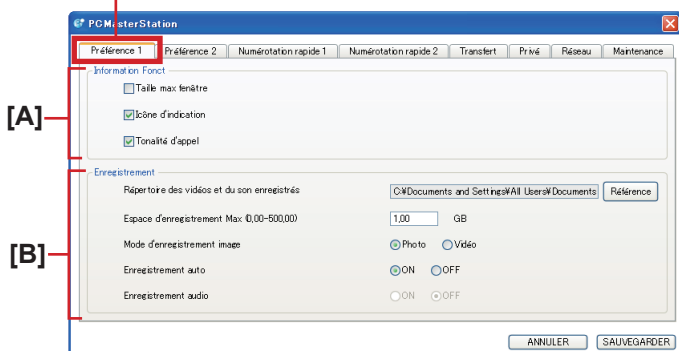 PCMasterStation
Préférence 1 Préférence 2 Numérotation rapide 1 Numérotation rapide 2 Transfert Privé Réseau Maintenance
[A]
Information Fonct
Taille max fenêtre
Icône d'indication
Tonalité d'appel
[B]
Enregistrement
Répertoire des vidéos et du son enregistrés C:¥Documents and Settings¥All Users¥Documents Référence
Espace d'enregistrement Max (0,00-500,00) 1,00 GB
Mode d'enregistrement image Photo Vidéo
Enregistrement auto ON OFF
Enregistrement audio ON OFF
ANNULER SAUVEGARDER